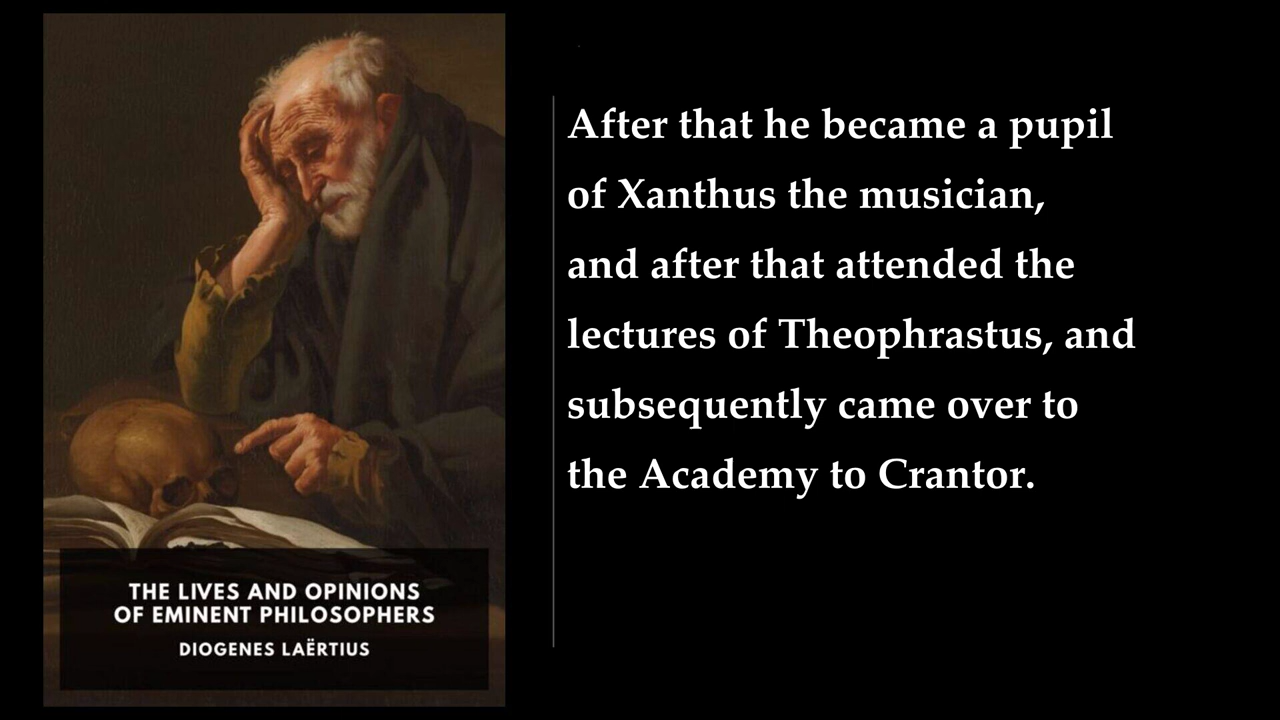 After that he became a pupil
of Xanthus the musician,
and after that attended the
lectures of Theophrastus, and
subsequently came over to
the Academy to Crantor.
THE LIVES AND OPINIONS
OF EMINENT PHILOSOPHERS
DIOGENES LAËRTIUS